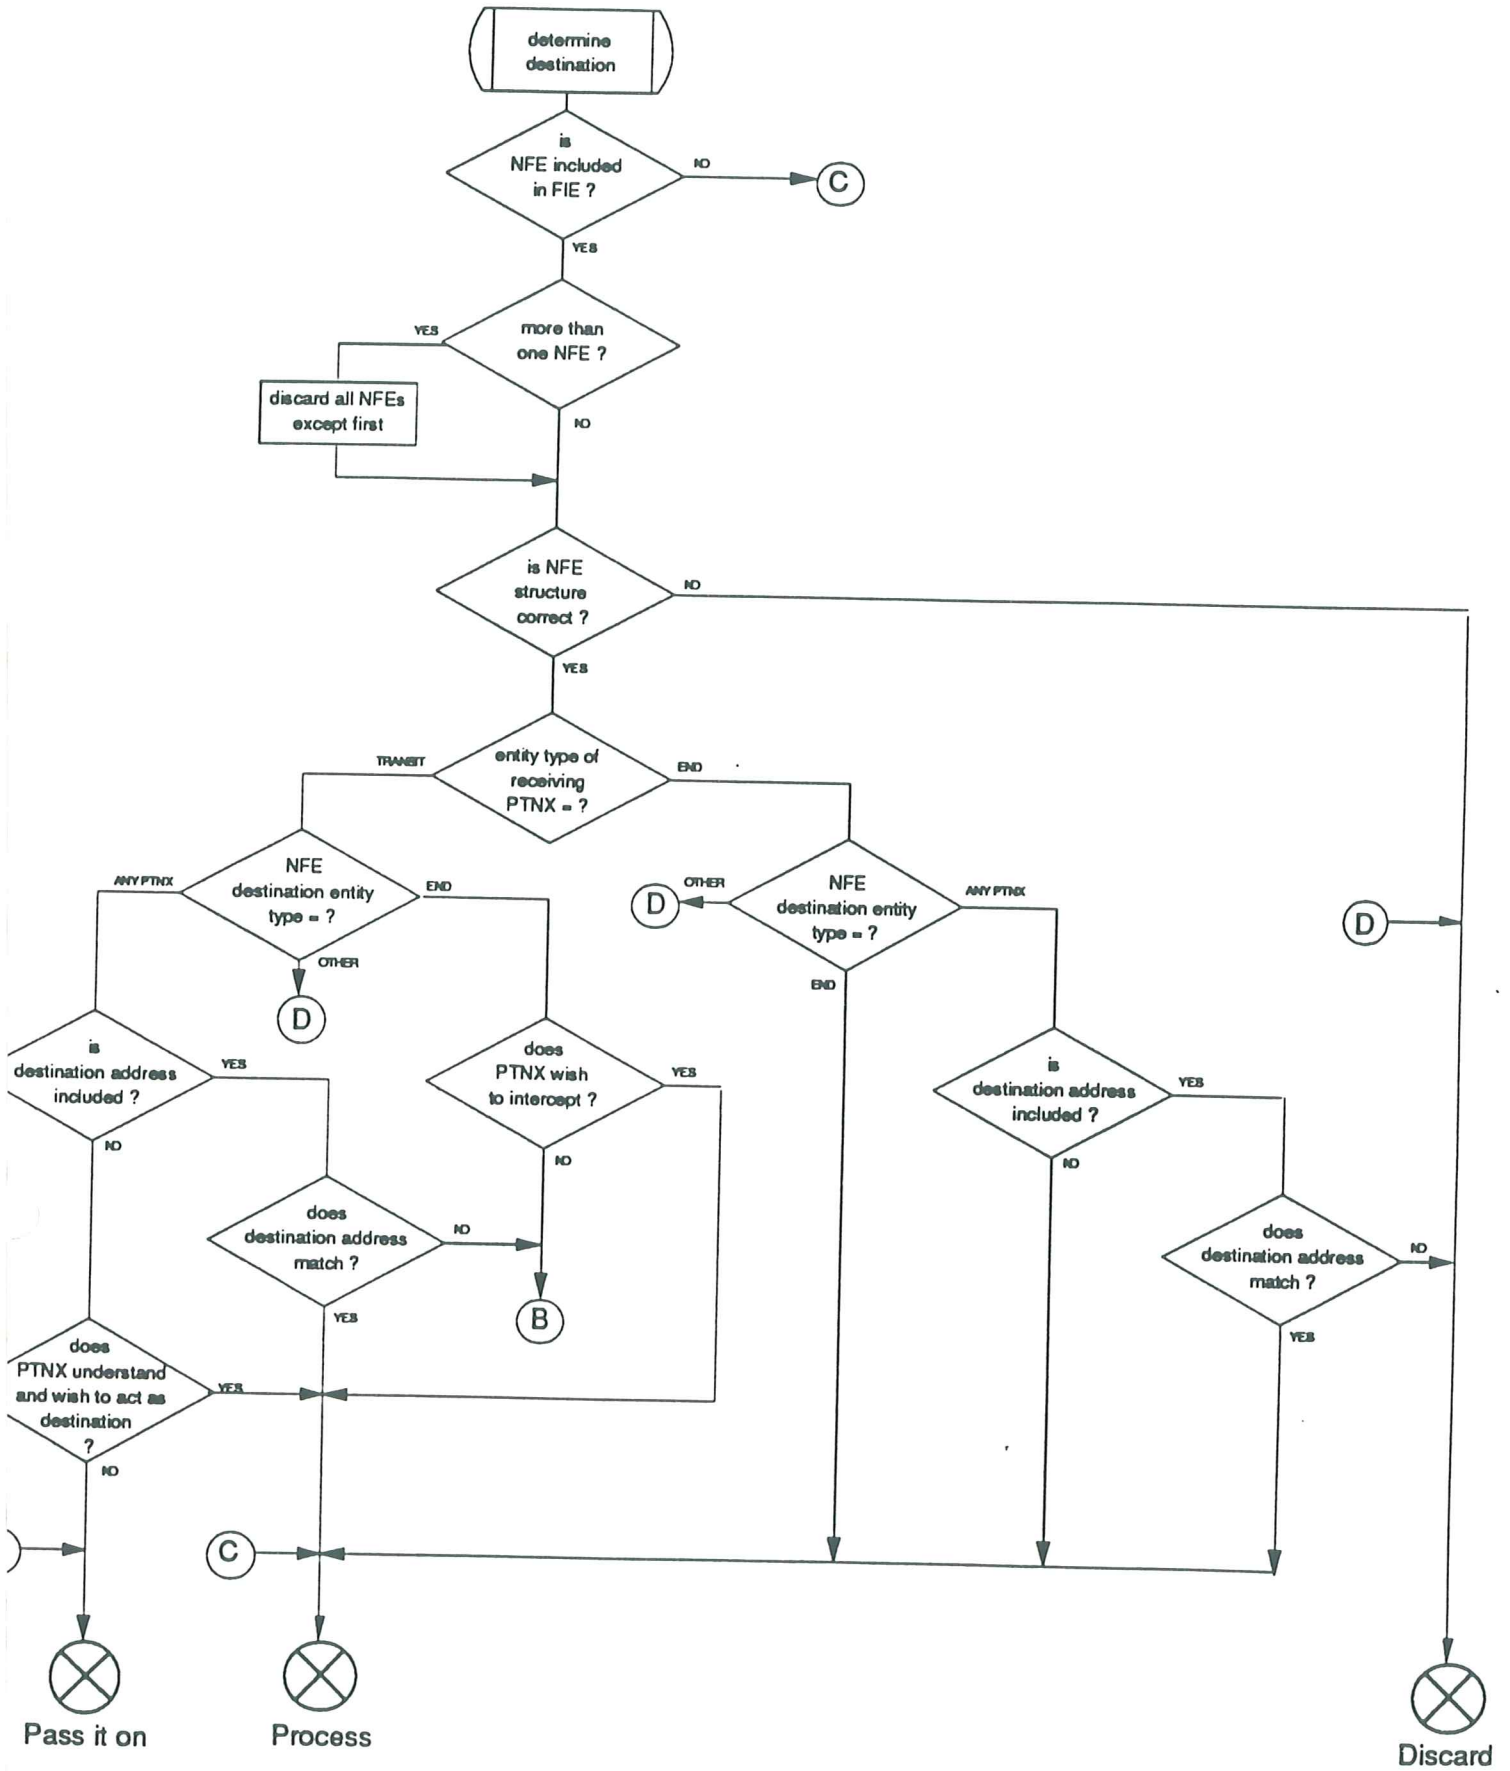 determine
destination
is
NFE included
in FIE ?
NO
C
YES
more than
one NFE ?
YES
discard all NFEs
except first
NO
is NFE
structure
correct ?
NO
YES
entity type of
receiving
PTNX = ?
TRANSIT
END
NFE
destination entity
type = ?
ANY PTNX
END
OTHER
D
NFE
destination entity
type = ?
OTHER
D
ANY PTNX
END
D
is
destination address
included ?
YES
NO
does
PTNX wish
to intercept ?
YES
NO
is
destination address
included ?
YES
NO
does
destination address
match ?
NO
YES
B
does
destination address
match ?
NO
YES
does
PTNX understand
and wish to act as
destination
?
YES
NO
C
Pass it on
Process
Discard